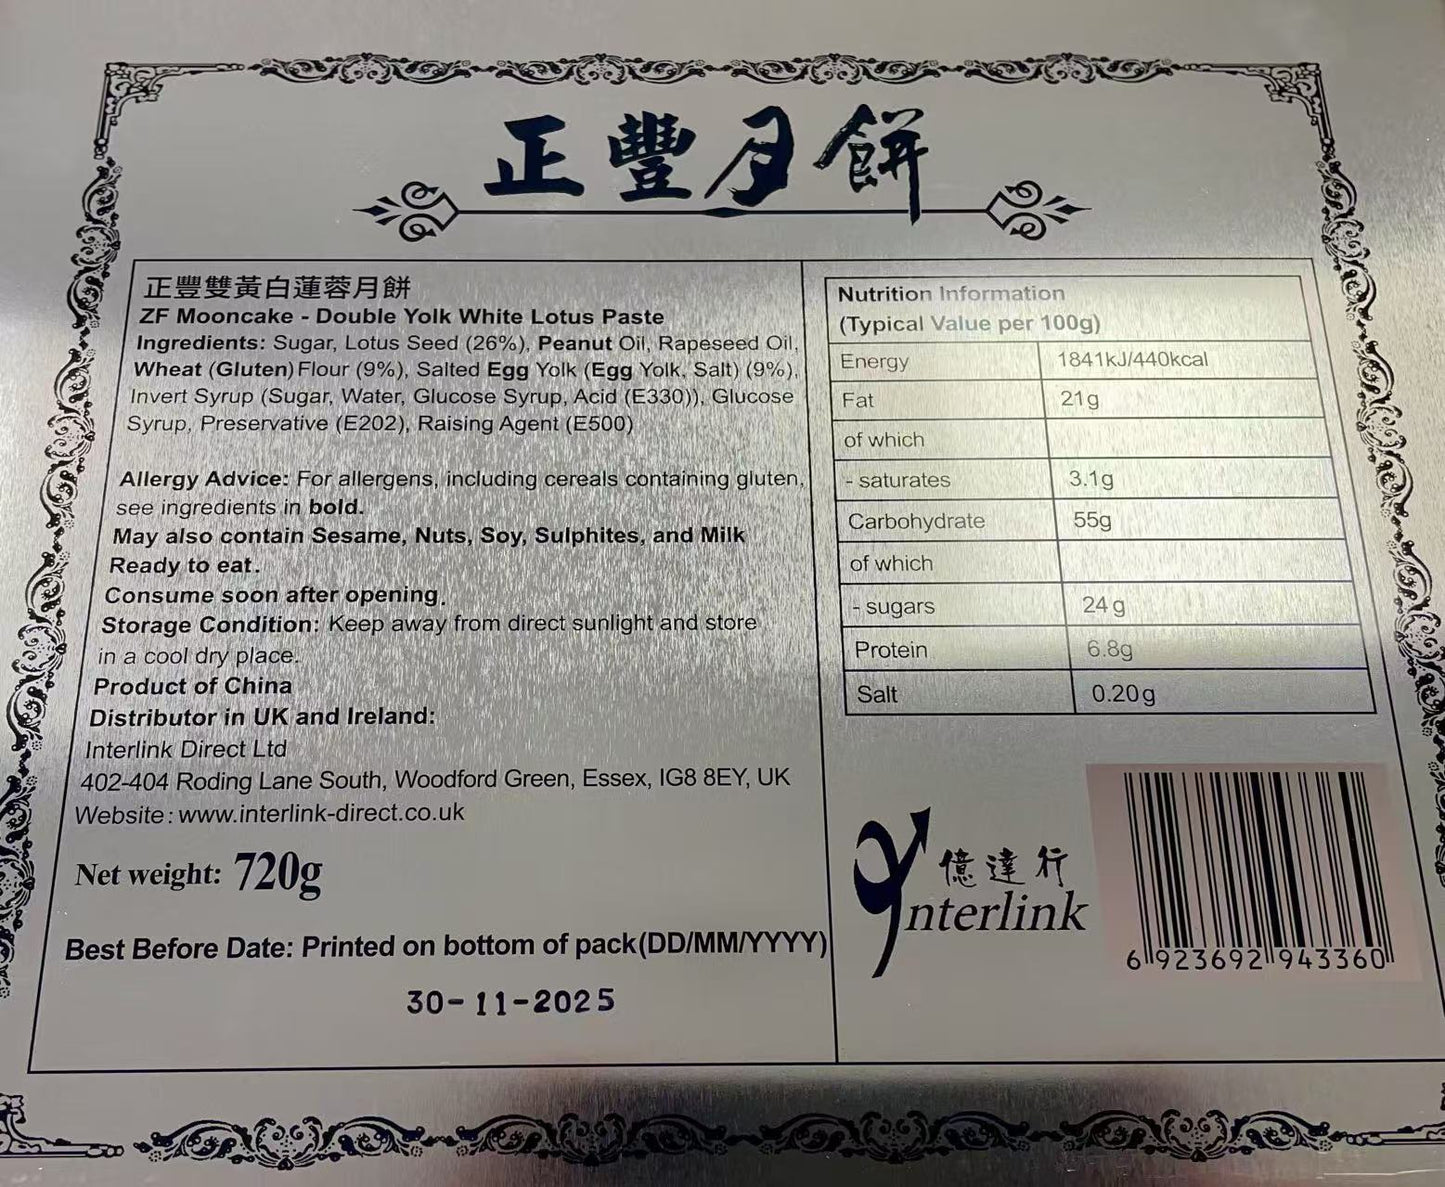 正豐月餅
正豐雙黃白蓮蓉月餅
ZF Mooncake - Double Yolk White Lotus Paste
Ingredients: Sugar, Lotus Seed (26%), Peanut Oil, Rapeseed Oil,
Wheat (Gluten) Flour (9%), Salted Egg Yolk (Egg Yolk, Salt) (9%),
Invert Syrup (Sugar, Water, Glucose Syrup, Acid (E330)), Glucose
Syrup, Preservative (E202), Raising Agent (E500)
Allergy Advice: For allergens, including cereals containing gluten,
see ingredients in bold.
May also contain Sesame, Nuts, Soy, Sulphites, and Milk
Ready to eat.
Consume soon after opening.
Storage Condition: Keep away from direct sunlight and store
in a cool dry place.
Product of China
Distributor in UK and Ireland:
Interlink Direct Ltd
402-404 Roding Lane South, Woodford Green, Essex, IG8 8EY, UK
Website: www.interlink-direct.co.uk
Net weight: 720g
Best Before Date: Printed on bottom of pack(DD/MM/YYYY)
30-11-2025
Nutrition Information
(Typical Value per 100g)
Energy 1841kJ/440kcal
Fat 21g
of which
- saturates 3.1g
Carbohydrate 55g
of which
- sugars 24g
Protein 6.8g
Salt 0.20g
億達行
Interlink
6 923692 943360